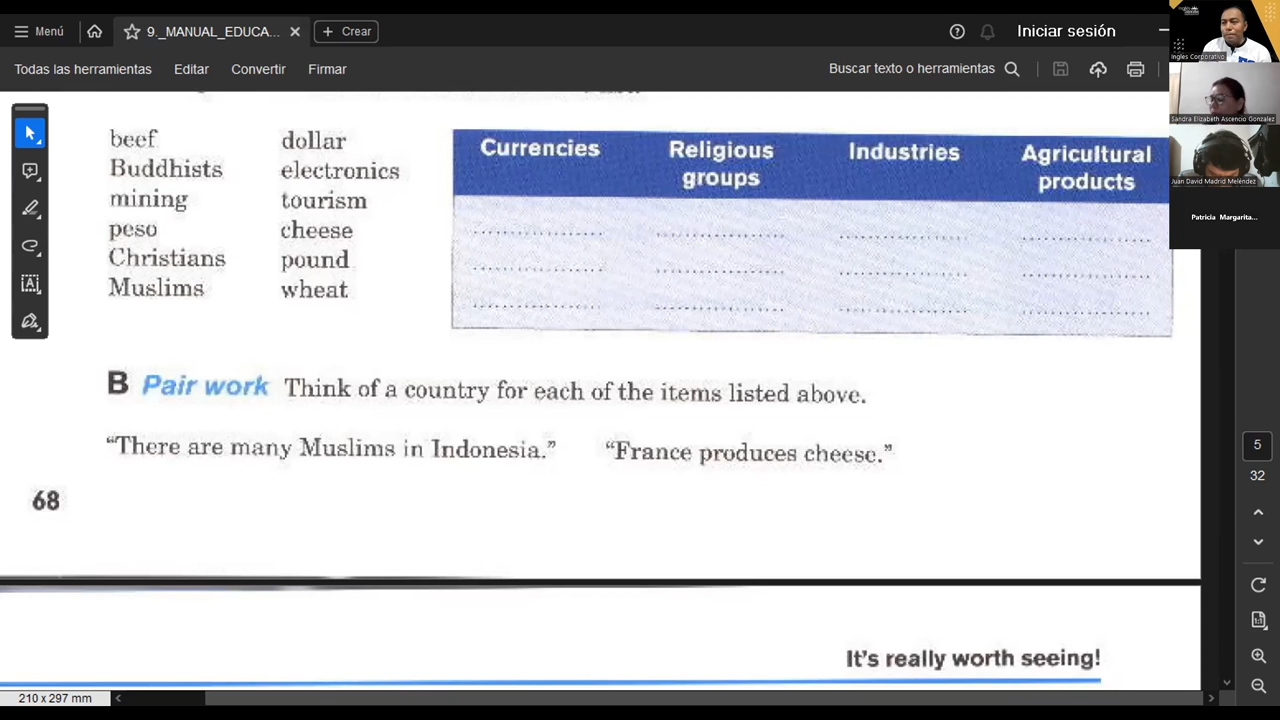 Menú
9._MANUAL_EDUCA...
Crear
Iniciar sesión
Todas las herramientas
Editar
Convertir
Firmar
Buscar texto o herramientas
Ingles Corporativo
Sandra Elizabeth Ascencio Gonzalez
Juan David Madrid Meléndez
Patricia Margarita...
beef
Buddhists
mining
peso
Christians
Muslims
dollar
electronics
tourism
cheese
pound
wheat
Currencies
Religious
groups
Industries
Agricultural
products
B Pair work Think of a country for each of the items listed above.
“There are many Muslims in Indonesia.” “France produces cheese.”
68
It's really worth seeing!
5
32
210 x 297 mm